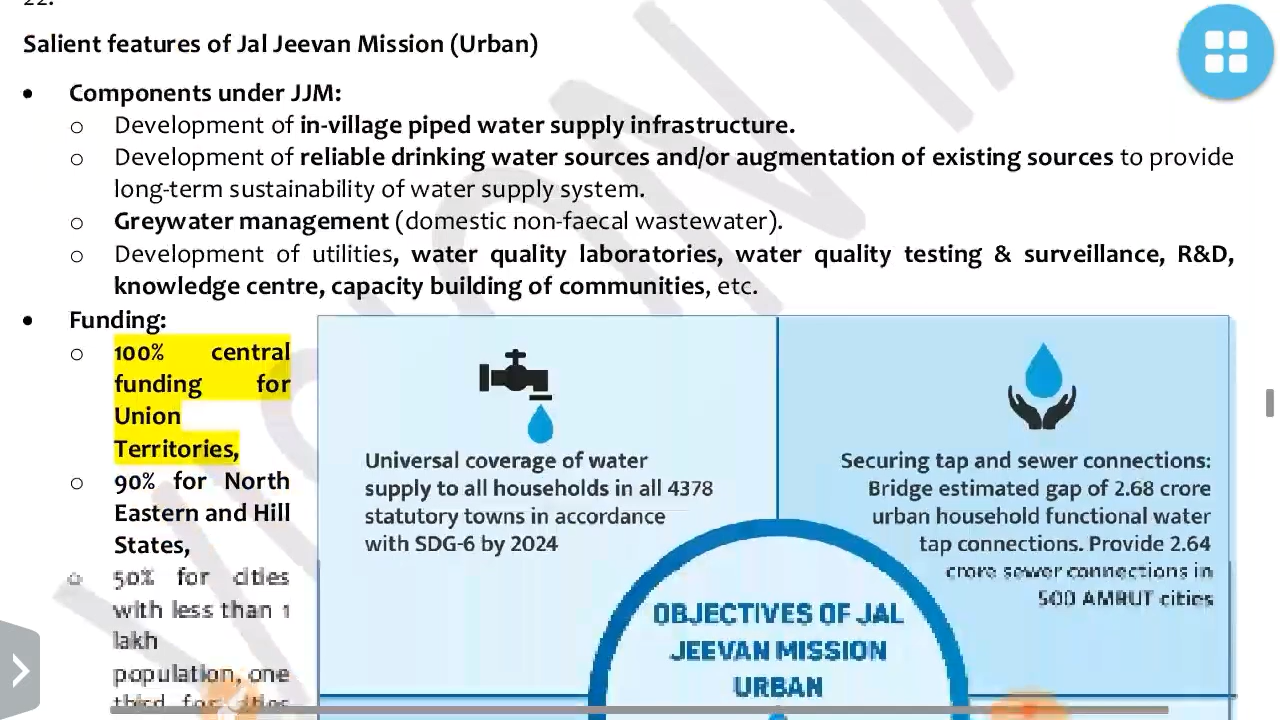 22.
Salient features of Jal Jeevan Mission (Urban)
• Components under JJM:
o Development of in-village piped water supply infrastructure.
o Development of reliable drinking water sources and/or augmentation of existing sources to provide
long-term sustainability of water supply system.
o Greywater management (domestic non-faecal wastewater).
o Development of utilities, water quality laboratories, water quality testing & surveillance, R&D,
knowledge centre, capacity building of communities, etc.
• Funding:
o 100% central
funding for
Union
Territories,
o 90% for North
Eastern and Hill
States,
o 50% for cities
with less than 1
lakh
population, one
third for cities
Universal coverage of water
supply to all households in all 4378
statutory towns in accordance
with SDG-6 by 2024
Securing tap and sewer connections:
Bridge estimated gap of 2.68 crore
urban household functional water
tap connections. Provide 2.64
crore sewer connections in
500 AMRUT cities
OBJECTIVES OF JAL
JEEVAN MISSION
URBAN